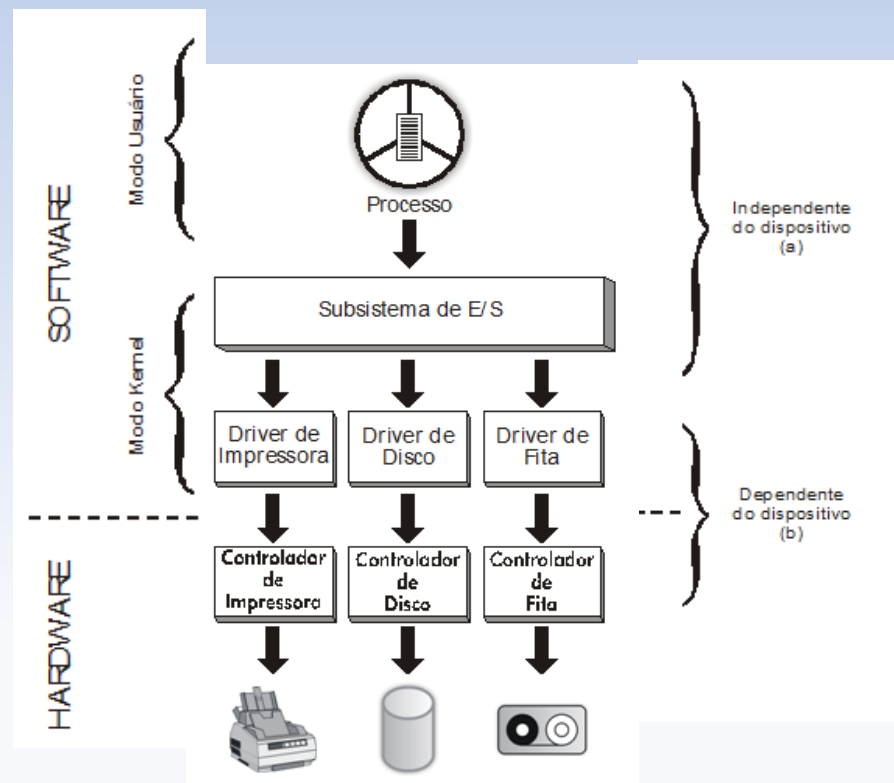 SOFTWARE
Modo Usuário
Processo
Independente
do dispositivo
(a)
Subsistema de E/S
Modo Kernel
Driver de
Impressora
Driver de
Disco
Driver de
Fita
Dependente
do dispositivo
(b)
HARDWARE
Controlador
de
Impressora
Controlador
de
Disco
Controlador
de
Fita